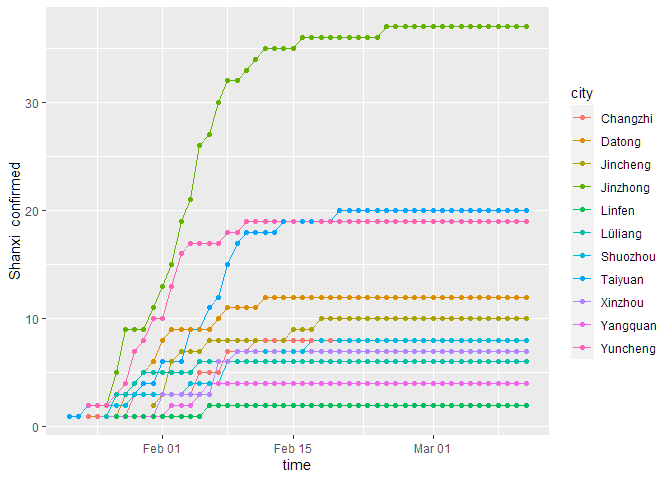 Shanxi confirmed
30
20
10
0
Feb 01
Feb 15
Mar 01
time
city
Changzhi
Datong
Jincheng
Jinzhong
Linfen
Lüliang
Shuozhou
Taiyuan
Xinzhou
Yangquan
Yuncheng